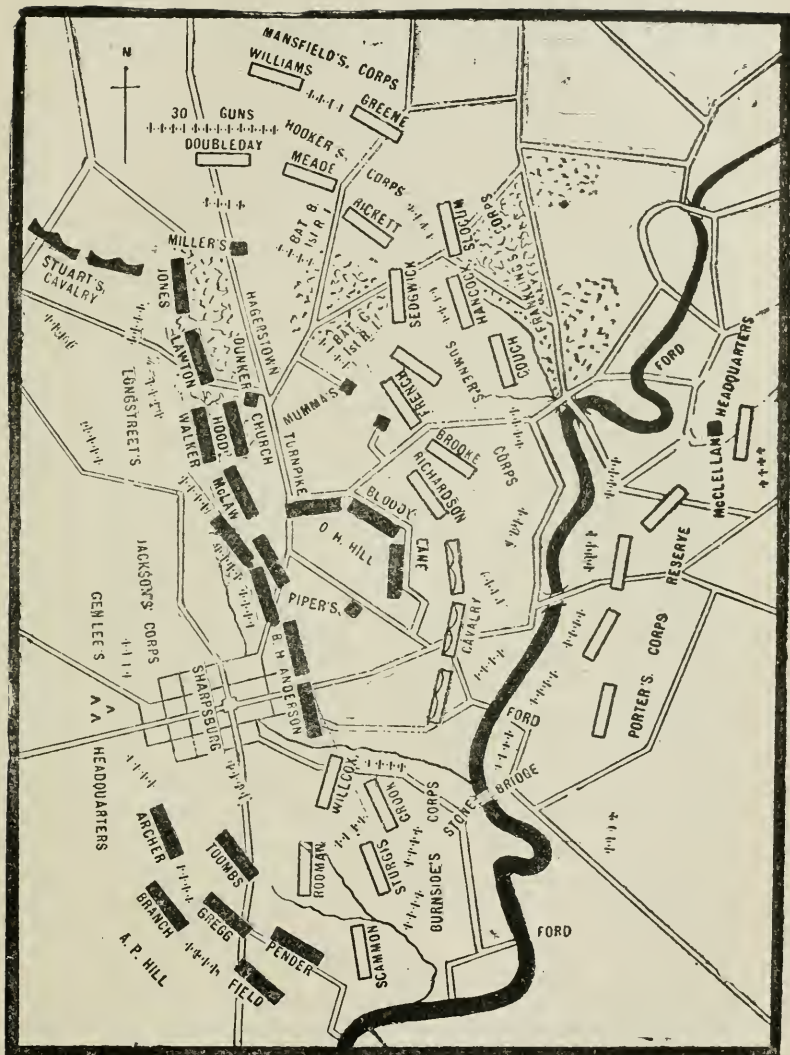 N
MANSFIELD'S. CORPS
WILLIAMS
GREENE
30 GUNS
DOUBLEDAY
HOOKER'S. CORPS
MEADE
RICKETT
BAT B.
1st R. I.
SLOCUM
FRANKLING'S CORPS
SEDGWICK
HANCOCK
COUCH
MILLER'S
STUART'S.
CAVALRY
JONES
LAWTON
HAGERSTOWN
TURNPIKE
DUNKER
CHURCH
BAT G.
1st R. I.
MUMMA'S
FRENCH
SUMNER'S
CORPS
FORD
McCLELLAN HEADQUARTERS
LONGSTREET'S
WALKER
HOOD
McLAW
BROOKE
RICHARDSON
BLOODY
LANE
D. H. HILL
PIPER'S.
CAVALRY
RESERVE
PORTER'S. CORPS
JACKSON'S CORPS
GEN LEE'S
HEADQUARTERS
SHARPSBURG
B. H. ANDERSON
FORD
STONE BRIDGE
WILLCOX
CROOK
CORPS
STURGIS
BURNSIDE'S
RODMAN
SCAMMON
FORD
ARCHER
TOOMBS
BRANCH
GREGG
PENDER
FIELD
A. P. HILL